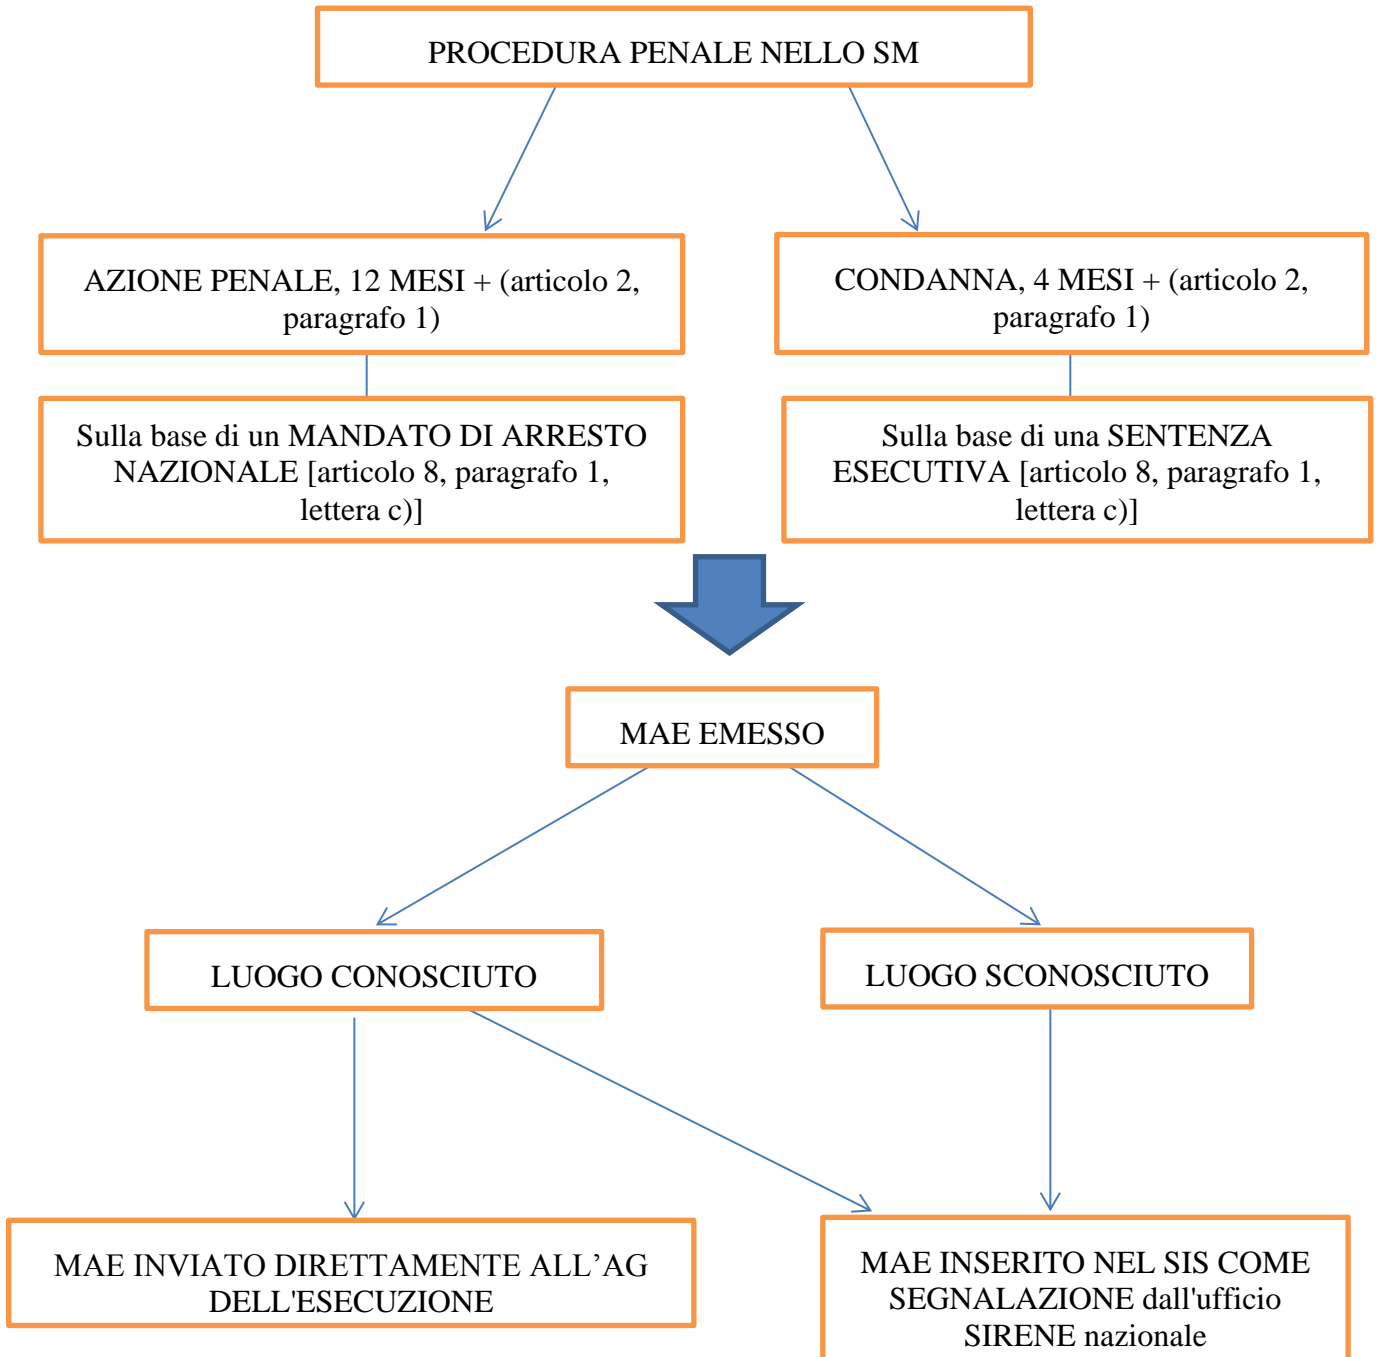 PROCEDURA PENALE NELLO SM
AZIONE PENALE, 12 MESI + (articolo 2,
paragrafo 1)
CONDANNA, 4 MESI + (articolo 2,
paragrafo 1)
Sulla base di un MANDATO DI ARRESTO
NAZIONALE [articolo 8, paragrafo 1,
lettera c)]
Sulla base di una SENTENZA
ESECUTIVA [articolo 8, paragrafo 1,
lettera c)]
MAE EMESSO
LUOGO CONOSCIUTO
LUOGO SCONOSCIUTO
MAE INVIATO DIRETTAMENTE ALL’AG
DELL'ESECUZIONE
MAE INSERITO NEL SIS COME
SEGNALAZIONE dall'ufficio
SIRENE nazionale